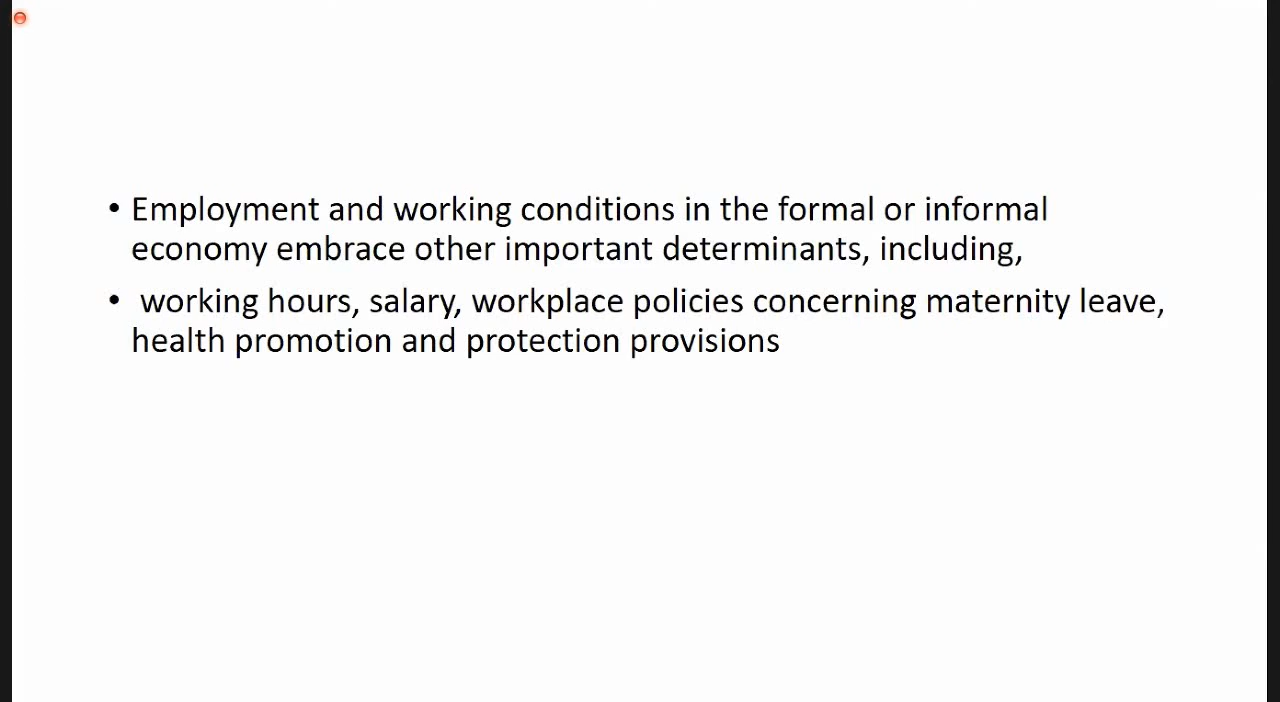 • Employment and working conditions in the formal or informal
economy embrace other important determinants, including,
• working hours, salary, workplace policies concerning maternity leave,
health promotion and protection provisions